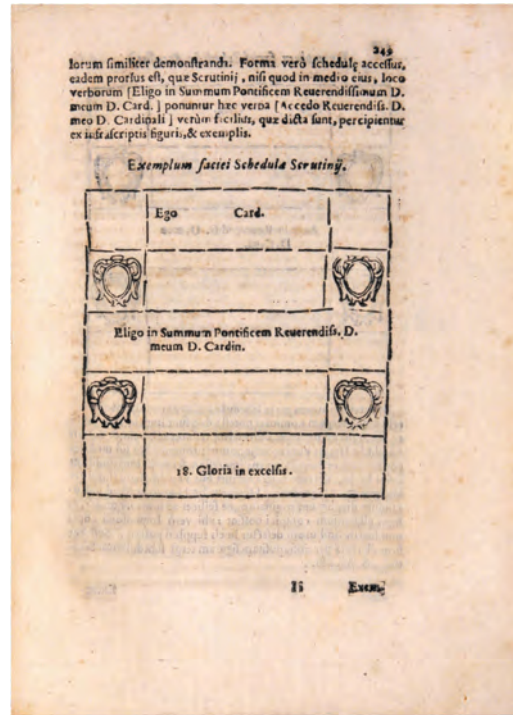 249
lorum ſimiliter demonſtrandi. Forma verò ſchedulę acceſſus,
eadem prorſus eſt, quæ Scrutinij, niſi quod in medio eius, loco
verborum [Eligo in Summum Pontificem Reuerendiſſimum D.
meum D. Card. ] ponuntur hæc verba [Accedo Reuerendiſs. D.
meo D. Cardinali ] verùm faciliùs, quæ dicta ſunt, percipientur
ex infraſcriptis figuris, & exemplis.
Exemplum faciei Schedulæ Scrutinij.
Ego Card.
Eligo in Summum Pontificem Reuerendiſs. D.
meum D. Cardin.
18. Gloria in excelſis.
Exem-